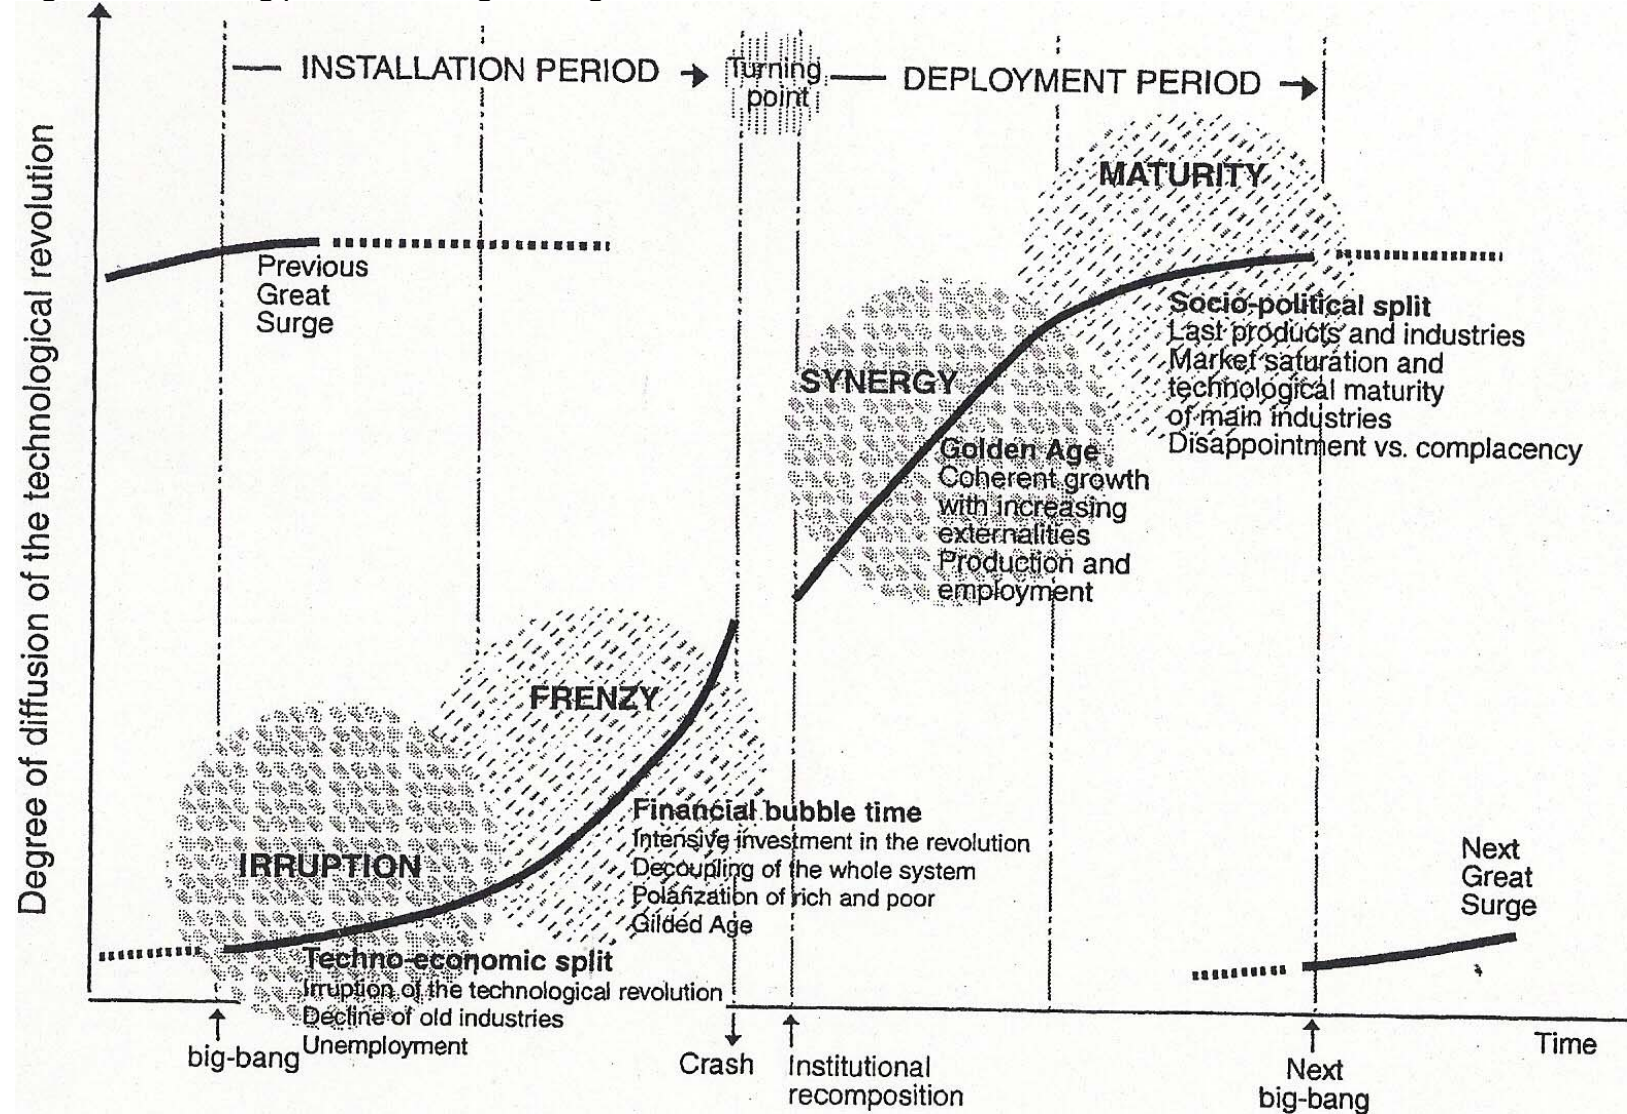 INSTALLATION PERIOD
Turning
point
DEPLOYMENT PERIOD
Degree of diffusion of the technological revolution
MATURITY
Previous
Great
Surge
Socio-political split
Last products and industries
Market saturation and
technological maturity
of main industries
Disappointment vs. complacency
SYNERGY
Golden Age
Coherent growth
with increasing
externalities
Production and
employment
FRENZY
Financial bubble time
Intensive investment in the revolution
Decoupling of the whole system
Polarization of rich and poor
Gilded Age
IRRUPTION
Techno-economic split
Irruption of the technological revolution
Decline of old industries
Unemployment
Next
Great
Surge
big-bang
Crash
Institutional
recomposition
Next
big-bang
Time